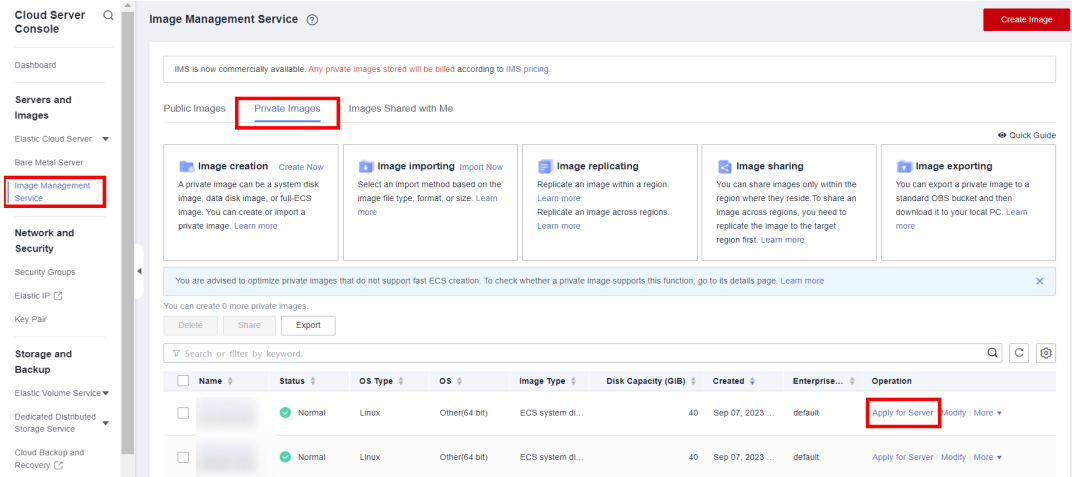 Cloud Server
Console
Dashboard
Servers and
Images
Elastic Cloud Server
Bare Metal Server
Image Management
Service
Network and
Security
Security Groups
Elastic IP
Key Pair
Storage and
Backup
Elastic Volume Service
Dedicated Distributed
Storage Service
Cloud Backup and
Recovery
Image Management Service
Create Image
IMS is now commercially available. Any private images stored will be billed according to IMS pricing.
Public Images Private Images Images Shared with Me
Quick Guide
Image creation Create Now
A private image can be a system disk
image, data disk image, or full-ECS
image. You can create or import a
private image. Learn more
Image importing Import Now
Select an import method based on the
image file type, format, or size. Learn
more
Image replicating
Replicate an image within a region.
Learn more
Replicate an image across regions.
Learn more
Image sharing
You can share images only within the
region where they reside.To share an
image across regions, you need to
replicate the image to the target
region first. Learn more
Image exporting
You can export a private image to a
standard OBS bucket and then
download it to your local PC. Learn
more
You are advised to optimize private images that do not support fast ECS creation. To check whether a private image supports this function, go to its details page. Learn more
You can create 0 more private images.
Delete Share Export
Search or filter by keyword.
Name Status OS Type OS Image Type Disk Capacity (GiB) Created Enterprise... Operation
Normal Linux Other(64 bit) ECS system di... 40 Sep 07, 2023 ... default Apply for Server Modify More
Normal Linux Other(64 bit) ECS system di... 40 Sep 07, 2023 ... default Apply for Server Modify More